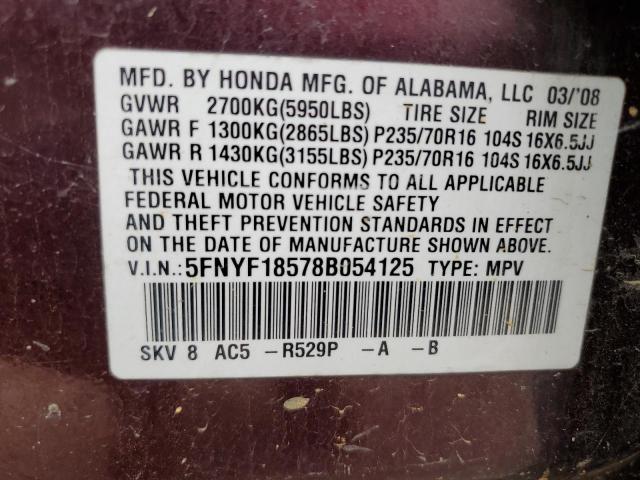 MFD. BY HONDA MFG. OF ALABAMA, LLC 03/'08
GVWR 2700KG(5950LBS) TIRE SIZE RIM SIZE
GAWR F 1300KG(2865LBS) P235/70R16 104S 16X6.5JJ
GAWR R 1430KG(3155LBS) P235/70R16 104S 16X6.5JJ
THIS VEHICLE CONFORMS TO ALL APPLICABLE
FEDERAL MOTOR VEHICLE SAFETY
AND THEFT PREVENTION STANDARDS IN EFFECT
ON THE DATE OF MANUFACTURE SHOWN ABOVE.
V.I.N.: 5FNYF18578B054125 TYPE: MPV
SKV 8 AC5 -R529P -A -B